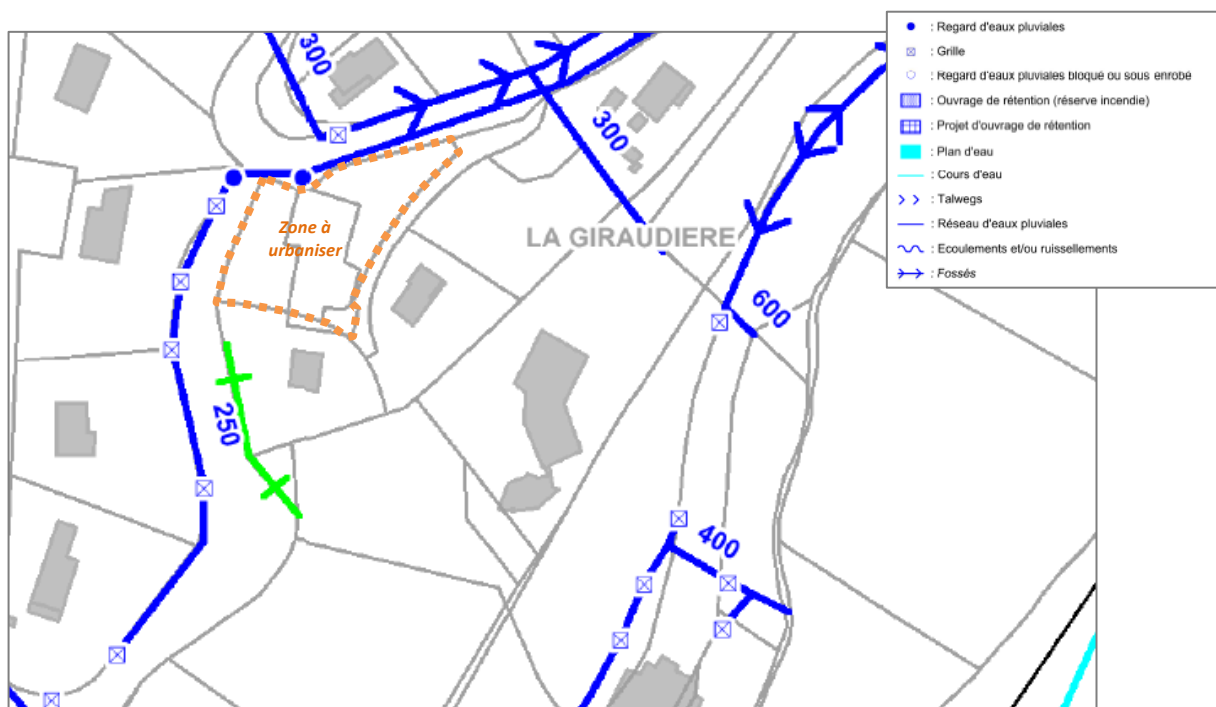 : Regard d'eaux pluviales
: Grille
: Regard d'eaux pluviales bloqué ou sous enrobé
: Ouvrage de rétention (réserve incendie)
: Projet d'ouvrage de rétention
: Plan d'eau
: Cours d'eau
: Talwegs
: Réseau d'eaux pluviales
: Ecoulements et/ou ruissellements
: Fossés
300
300
Zone à
urbaniser
LA GIRAUDIERE
600
250
400